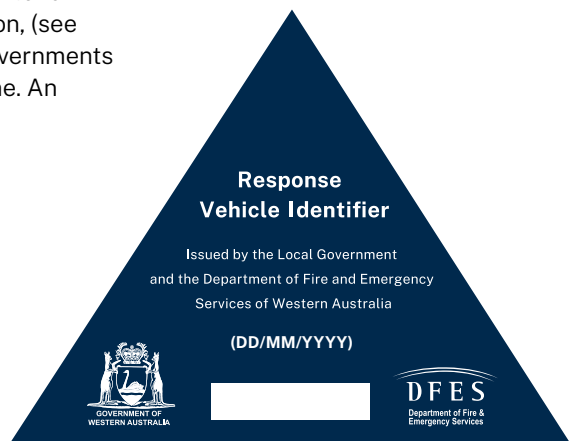 on, (see
vernments
ne. An
Response
Vehicle Identifier
Issued by the Local Government
and the Department of Fire and Emergency
Services of Western Australia
(DD/MM/YYYY)
GOVERNMENT OF
WESTERN AUSTRALIA
DFES
Department of Fire &
Emergency Services